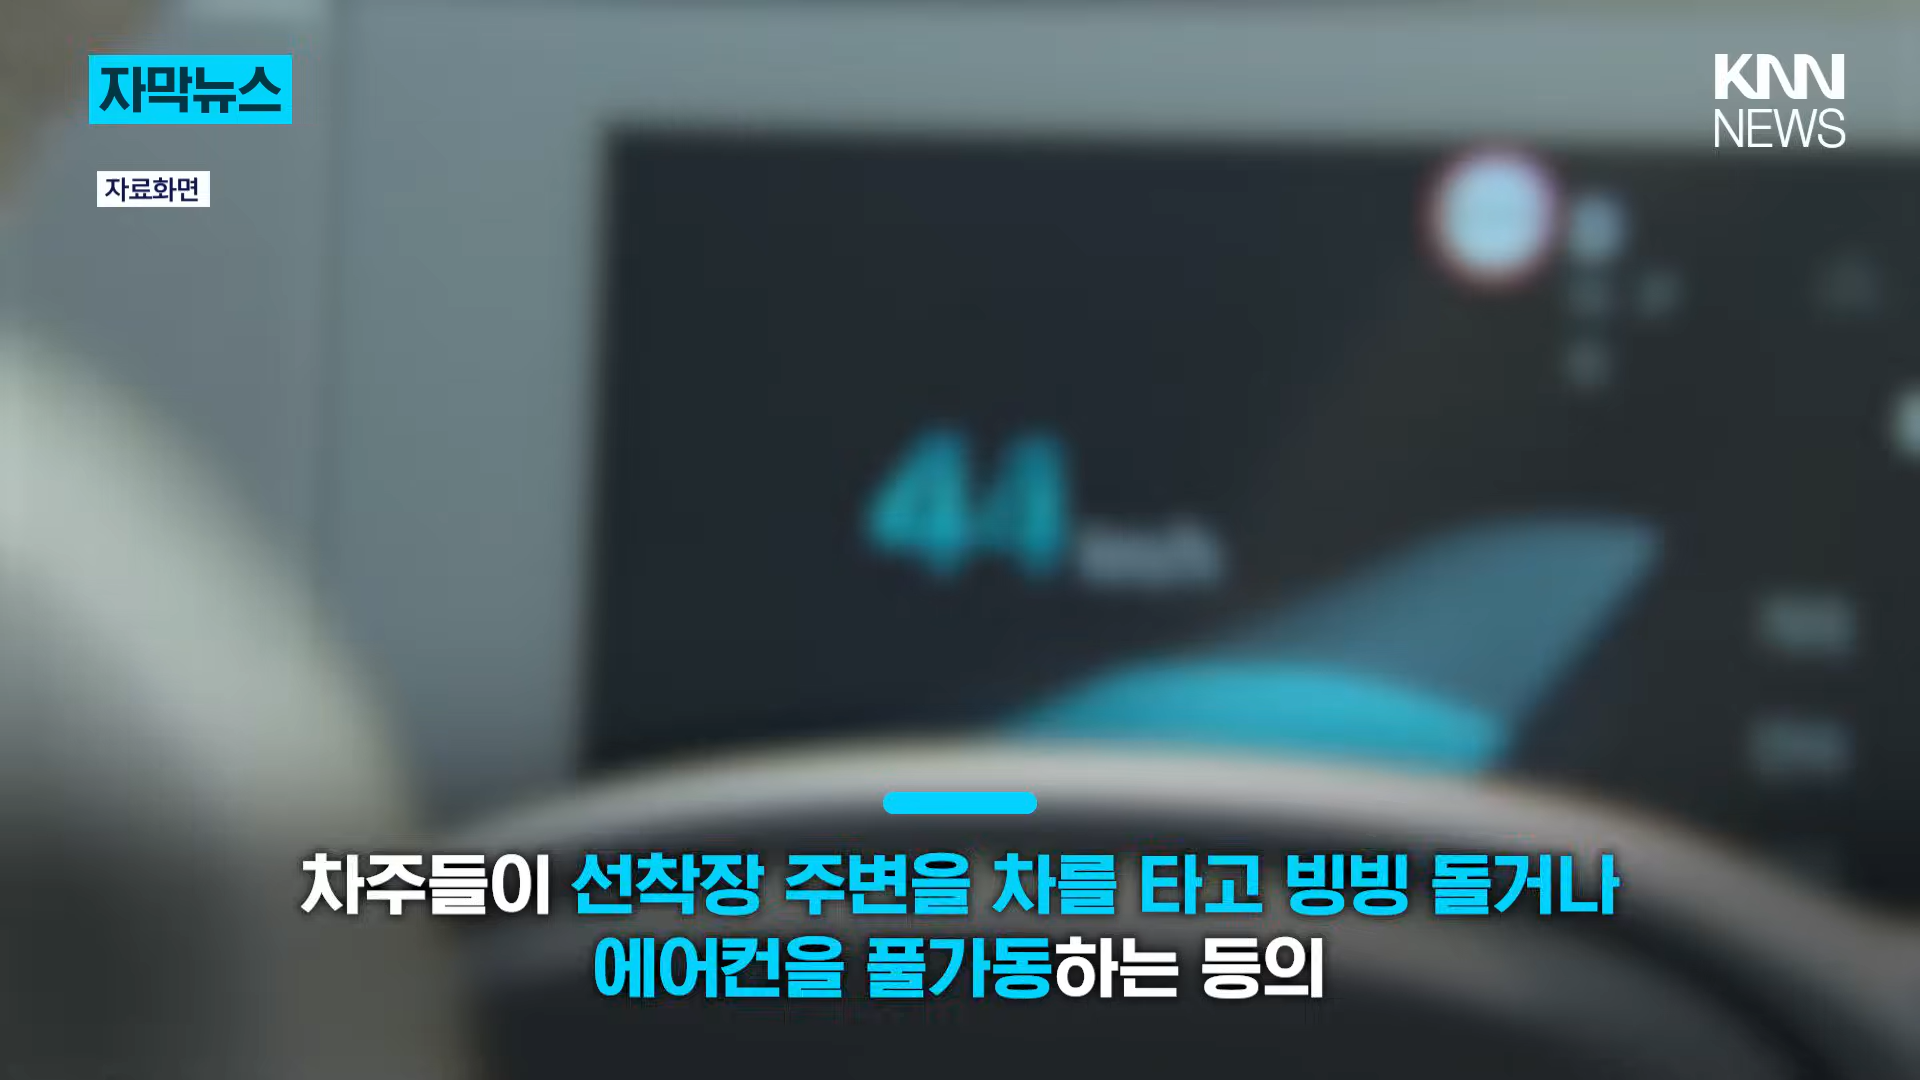 자막뉴스
KNN
NEWS
자료화면
44
차주들이 선착장 주변을 차를 타고 빙빙 돌거나
에어컨을 풀가동하는 등의